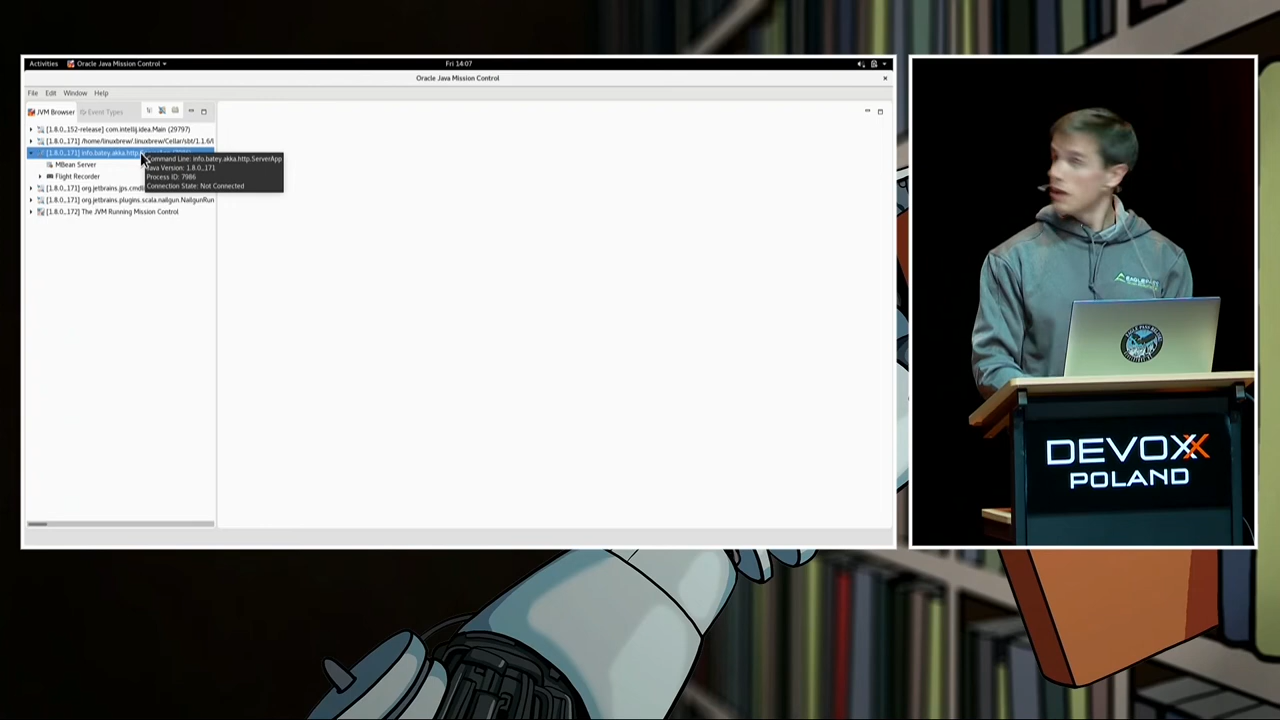 Activities Oracle Java Mission Control Fri 14:07
Oracle Java Mission Control
File Edit Window Help
JVM Browser Event Types
[1.8.0_152-release] com.intellij.idea.Main (29797)
[1.8.0_171] /home/linuxbrew/.linuxbrew/Cellar/sbt/1.1.6/l
[1.8.0_171] info.batey.akka.http.
MBean Server
Flight Recorder
[1.8.0_171] org.jetbrains.jps.cmdl
[1.8.0_171] org.jetbrains.plugins.scala.nailgun.NailgunRun
[1.8.0_172] The JVM Running Mission Control
Command Line: info.batey.akka.http.ServerApp
Java Version: 1.8.0_171
Process ID: 7986
Connection State: Not Connected
DEVOXX
POLAND